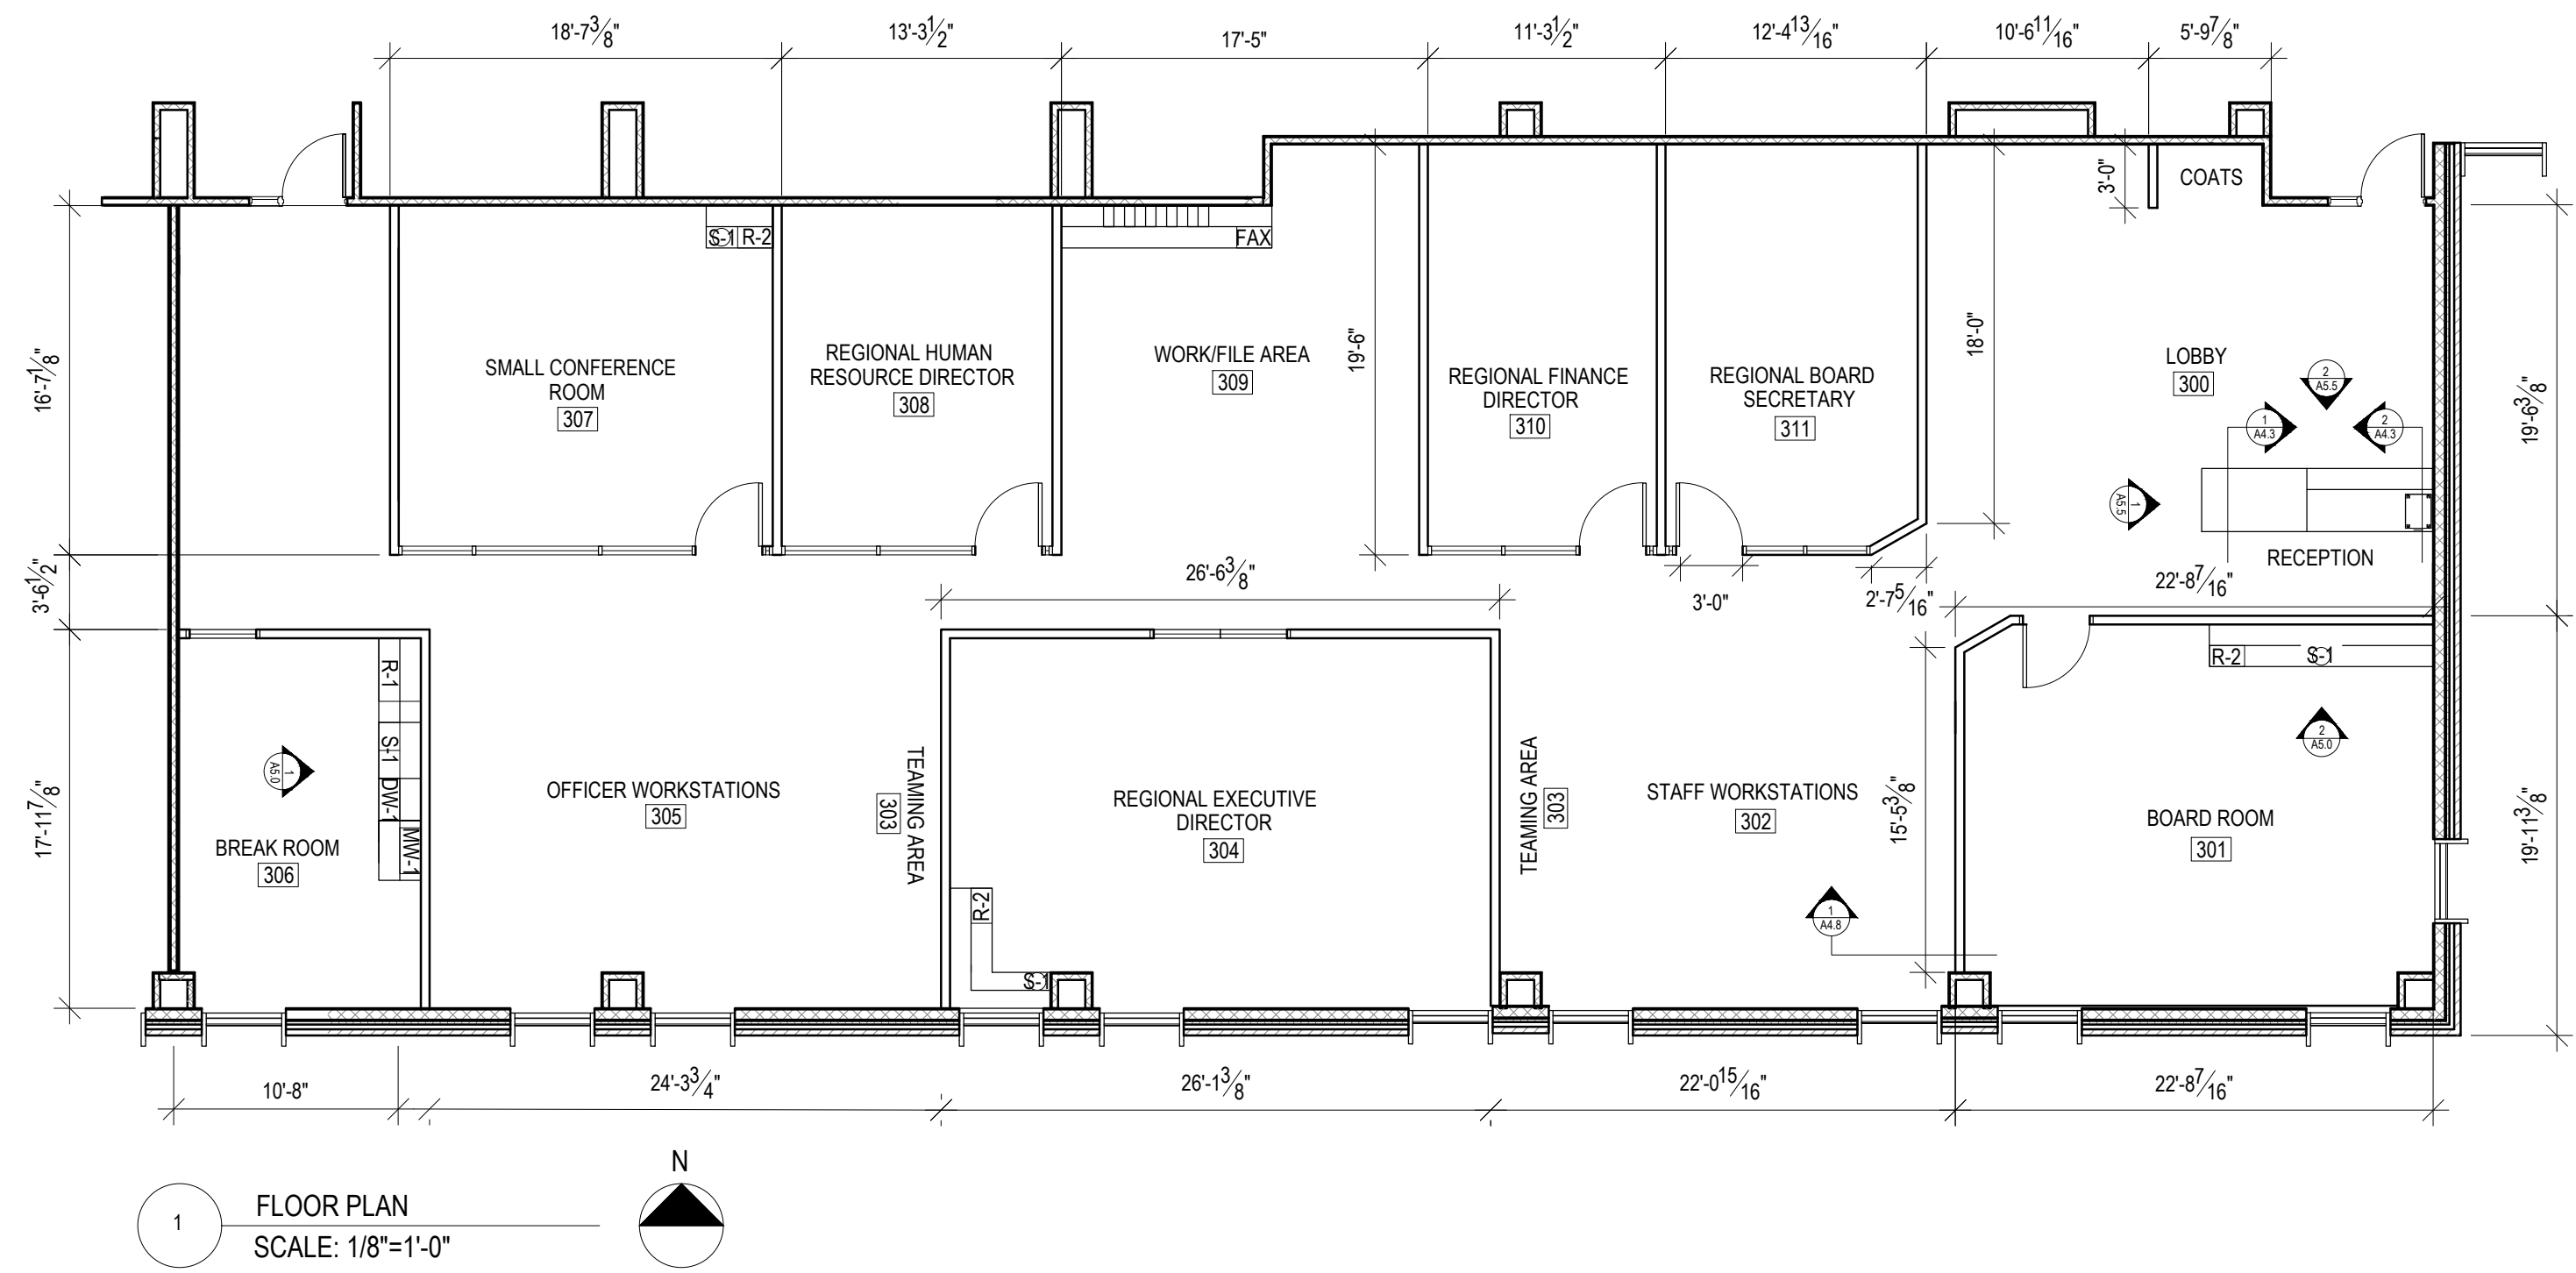 18'-7 3/8"
13'-3 1/2"
17'-5"
11'-3 1/2"
12'-4 13/16"
10'-6 11/16"
5'-9 7/8"
3'-0"
COATS
S-1 R-2
FAX
16'-7 1/8"
SMALL CONFERENCE
ROOM
307
REGIONAL HUMAN
RESOURCE DIRECTOR
308
WORK/FILE AREA
309
19'-6"
REGIONAL FINANCE
DIRECTOR
310
REGIONAL BOARD
SECRETARY
311
18'-0"
LOBBY
300
2
A5.5
1
A4.3
2
A4.3
1
A5.5
19'-6 3/8"
RECEPTION
22'-8 7/16"
3'-6 1/2"
26'-6 3/8"
3'-0"
2'-7 5/16"
R-2
S-1
R-1
S-1
DW-1
MW-1
1
A5.0
BREAK ROOM
306
17'-11 7/8"
OFFICER WORKSTATIONS
305
TEAMING AREA
303
REGIONAL EXECUTIVE
DIRECTOR
304
R-2
S-1
TEAMING AREA
303
STAFF WORKSTATIONS
302
15'-5 3/8"
1
A4.8
2
A5.0
BOARD ROOM
301
19'-11 3/8"
10'-8"
24'-3 3/4"
26'-1 3/8"
22'-0 15/16"
22'-8 7/16"
N
1
FLOOR PLAN
SCALE: 1/8"=1'-0"